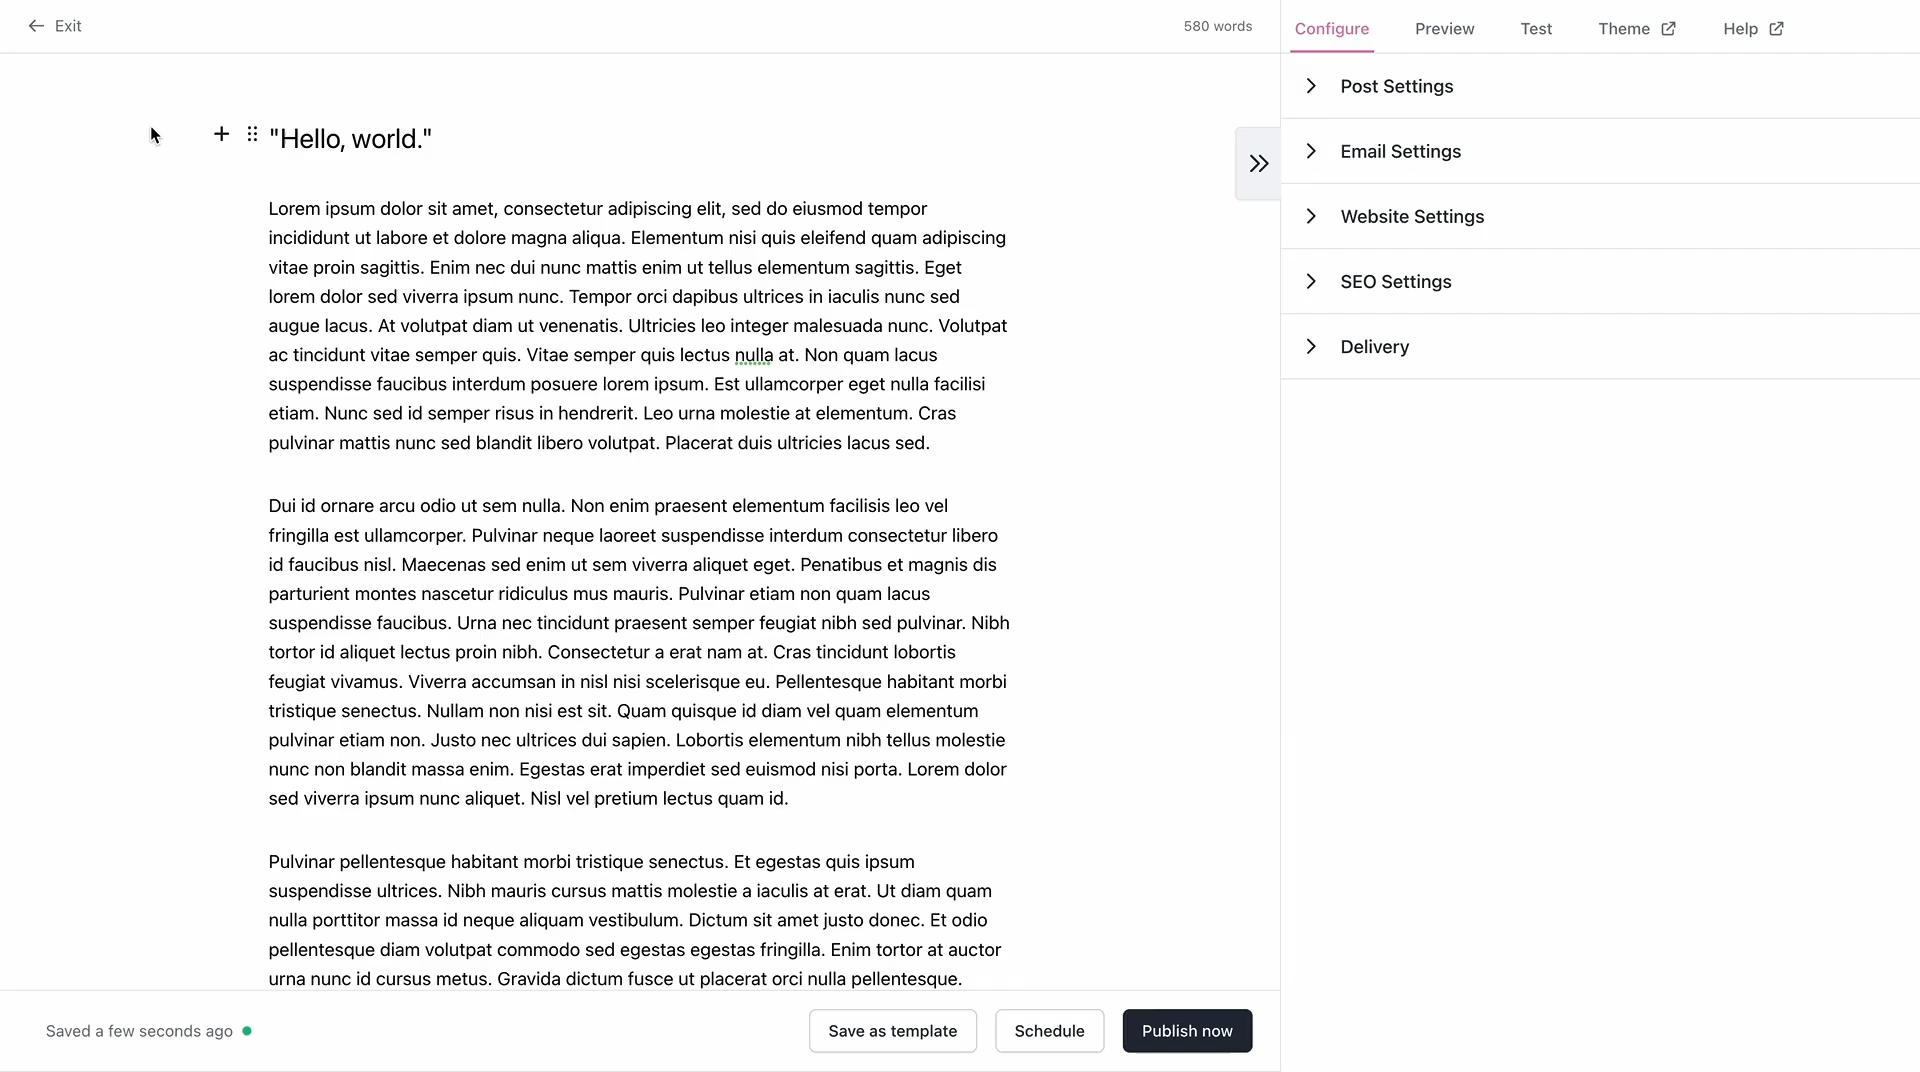 Exit
580 words
Configure
Preview
Test
Theme
Help
"Hello, world."
Lorem ipsum dolor sit amet, consectetur adipiscing elit, sed do eiusmod tempor
incididunt ut labore et dolore magna aliqua. Elementum nisi quis eleifend quam adipiscing
vitae proin sagittis. Enim nec dui nunc mattis enim ut tellus elementum sagittis. Eget
lorem dolor sed viverra ipsum nunc. Tempor orci dapibus ultrices in iaculis nunc sed
augue lacus. At volutpat diam ut venenatis. Ultricies leo integer malesuada nunc. Volutpat
ac tincidunt vitae semper quis. Vitae semper quis lectus nulla at. Non quam lacus
suspendisse faucibus interdum posuere lorem ipsum. Est ullamcorper eget nulla facilisi
etiam. Nunc sed id semper risus in hendrerit. Leo urna molestie at elementum. Cras
pulvinar mattis nunc sed blandit libero volutpat. Placerat duis ultricies lacus sed.
Dui id ornare arcu odio ut sem nulla. Non enim praesent elementum facilisis leo vel
fringilla est ullamcorper. Pulvinar neque laoreet suspendisse interdum consectetur libero
id faucibus nisl. Maecenas sed enim ut sem viverra aliquet eget. Penatibus et magnis dis
parturient montes nascetur ridiculus mus mauris. Pulvinar etiam non quam lacus
suspendisse faucibus. Urna nec tincidunt praesent semper feugiat nibh sed pulvinar. Nibh
tortor id aliquet lectus proin nibh. Consectetur a erat nam at. Cras tincidunt lobortis
feugiat vivamus. Viverra accumsan in nisl nisi scelerisque eu. Pellentesque habitant morbi
tristique senectus. Nullam non nisi est sit. Quam quisque id diam vel quam elementum
pulvinar etiam non. Justo nec ultrices dui sapien. Lobortis elementum nibh tellus molestie
nunc non blandit massa enim. Egestas erat imperdiet sed euismod nisi porta. Lorem dolor
sed viverra ipsum nunc aliquet. Nisl vel pretium lectus quam id.
Pulvinar pellentesque habitant morbi tristique senectus. Et egestas quis ipsum
suspendisse ultrices. Nibh mauris cursus mattis molestie a iaculis at erat. Ut diam quam
nulla porttitor massa id neque aliquam vestibulum. Dictum sit amet justo donec. Et odio
pellentesque diam volutpat commodo sed egestas egestas fringilla. Enim tortor at auctor
urna nunc id cursus metus. Gravida dictum fusce ut placerat orci nulla pellentesque.
Post Settings
Email Settings
Website Settings
SEO Settings
Delivery
Saved a few seconds ago
Save as template
Schedule
Publish now